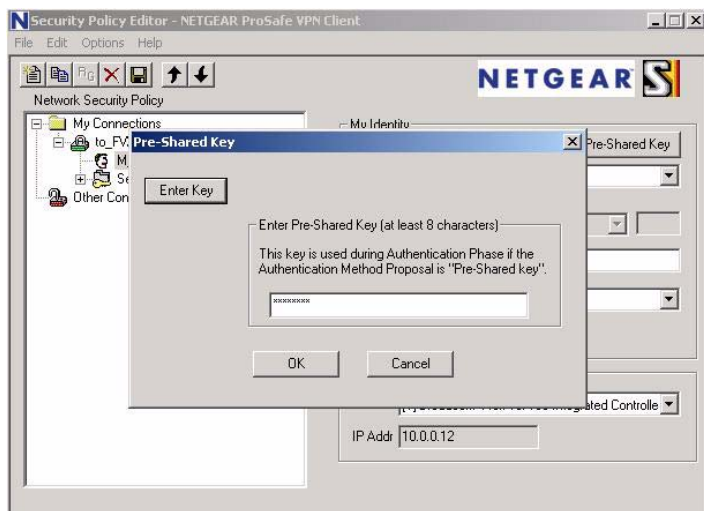 Security Policy Editor - NETGEAR ProSafe VPN Client
File Edit Options Help
NETGEAR
Network Security Policy
My Connections
My Identity
Pre-Shared Key
Pre-Shared Key
Other Con
Enter Key
Enter Pre-Shared Key (at least 8 characters)
This key is used during Authentication Phase if the
Authentication Method Proposal is "Pre-Shared key".
xxxxxxxx
OK
Cancel
IP Addr 10.0.0.12